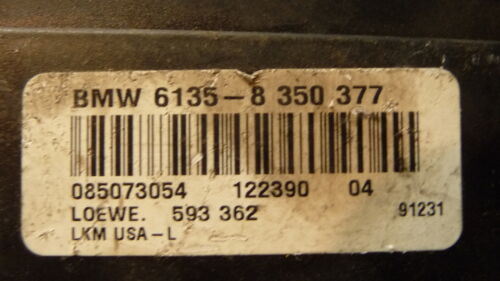 BMW 6135-8 350 377
085073054 122390 04
LOEWE. 593 362 91231
LKM USA-L